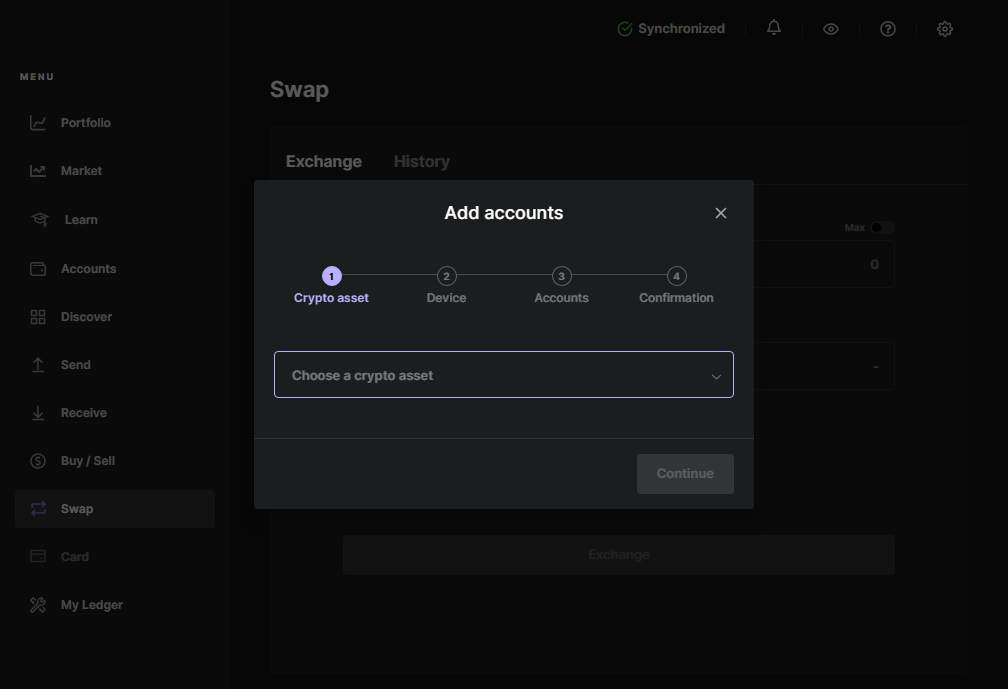 Synchronized
MENU
Portfolio
Market
Learn
Accounts
Discover
Send
Receive
Buy / Sell
Swap
Card
My Ledger
Swap
Exchange History
Max
0
-
Exchange
Add accounts
1 2 3 4
Crypto asset Device Accounts Confirmation
Choose a crypto asset
Continue